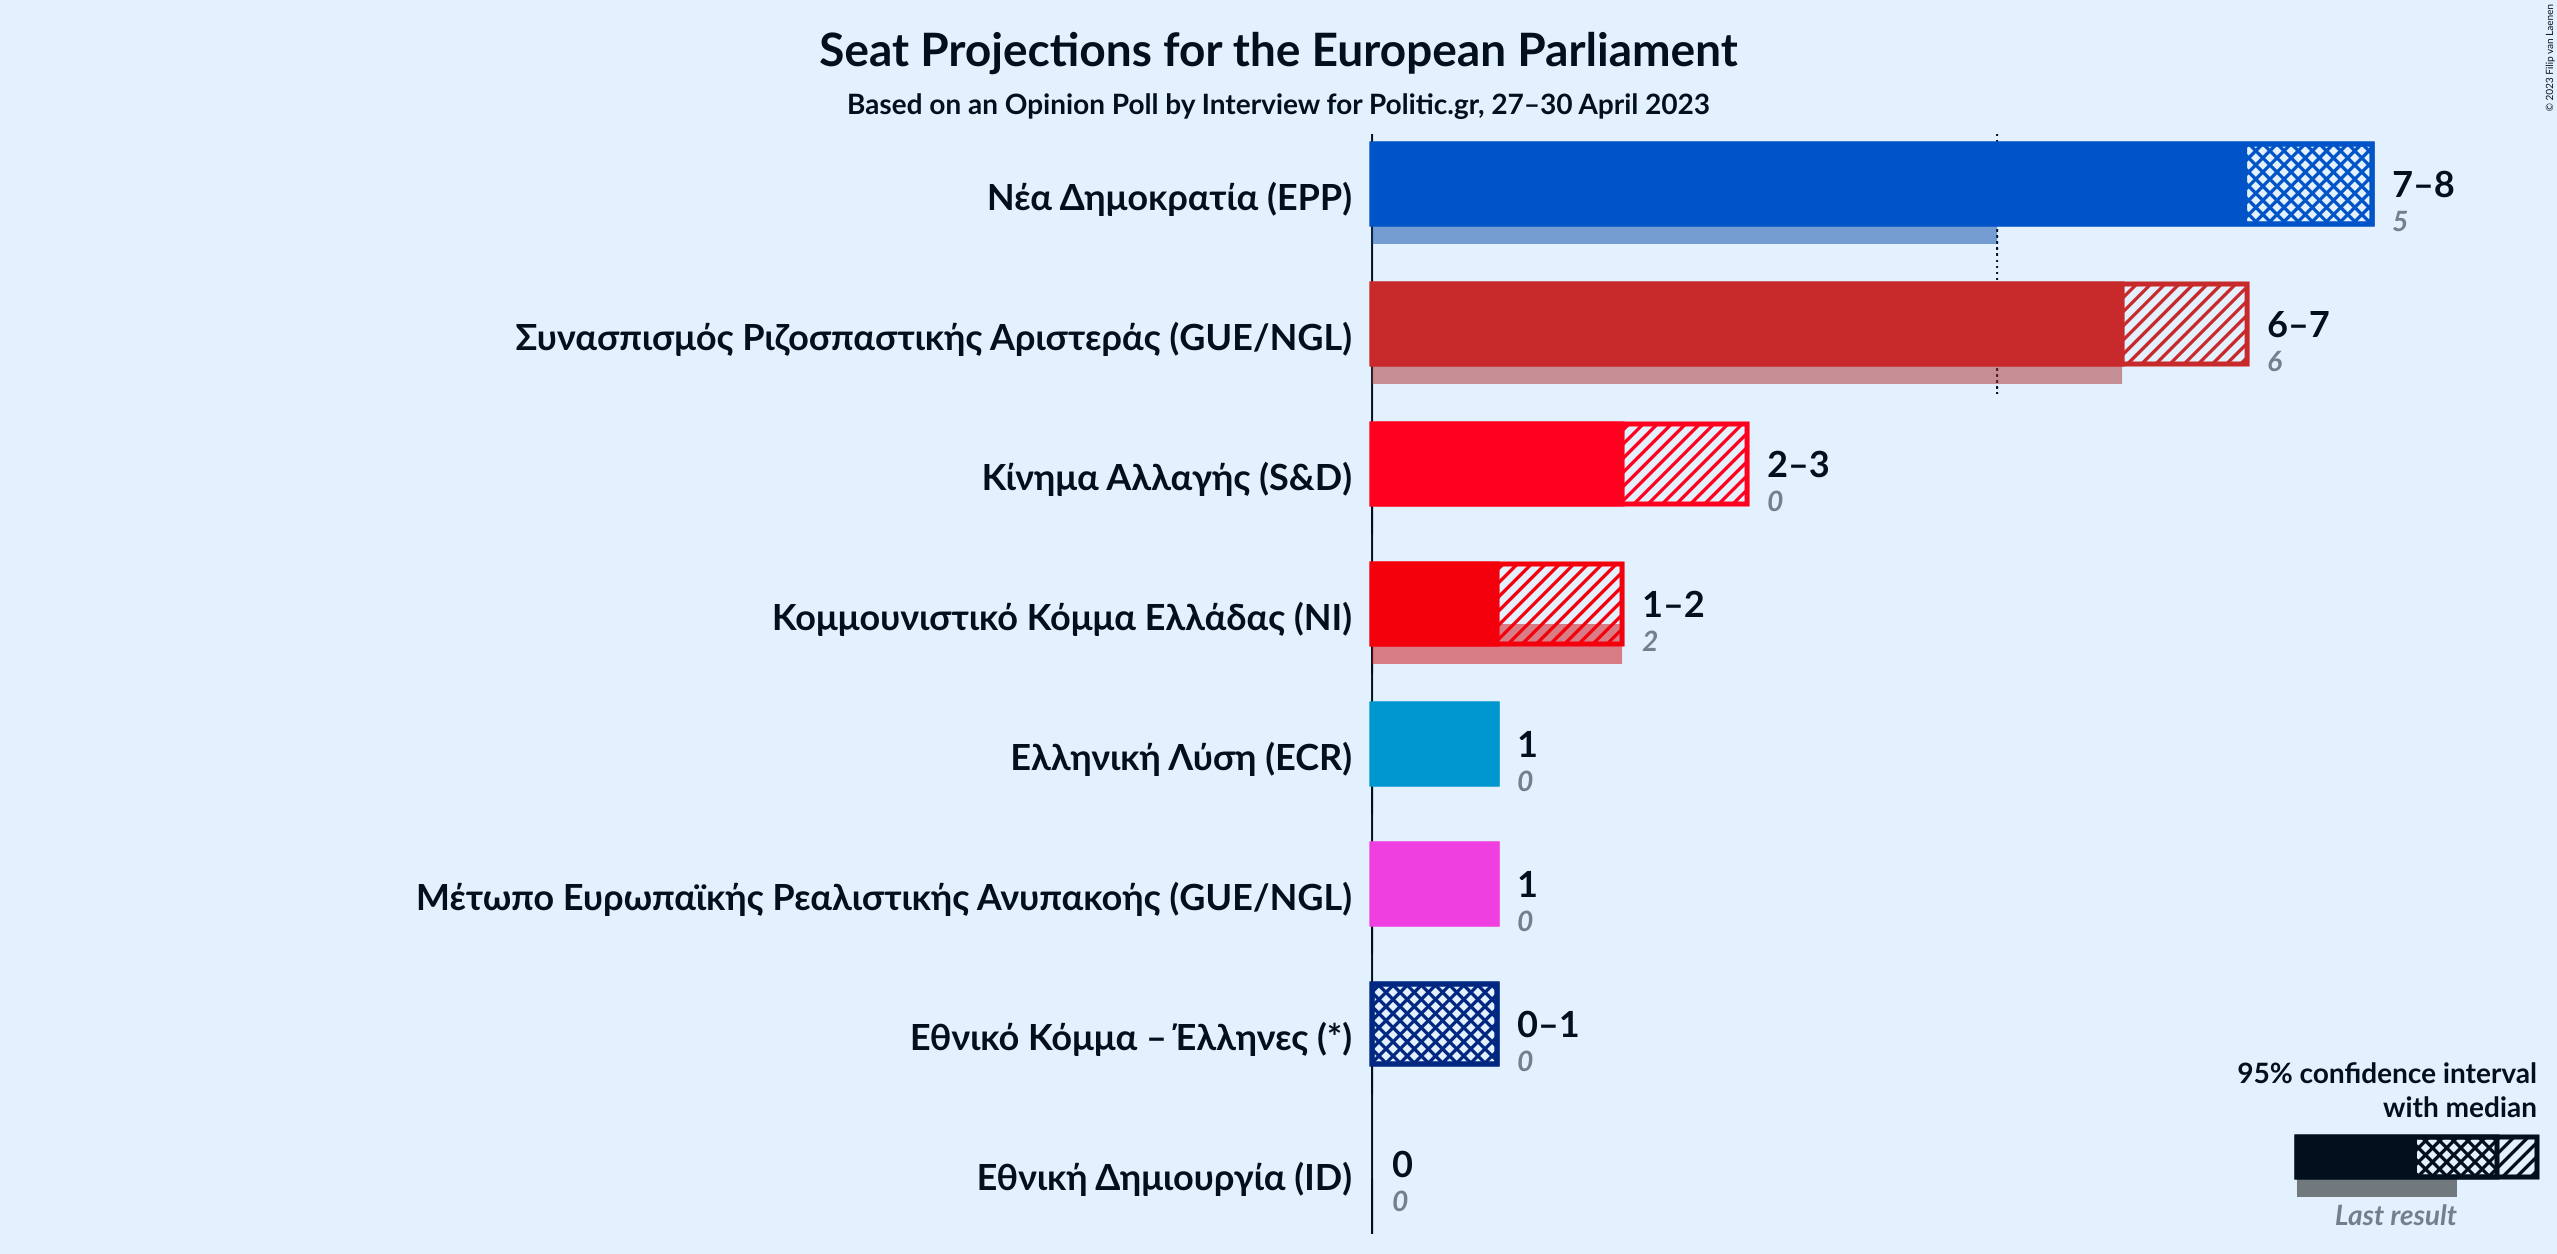 Seat Projections for the European Parliament
Based on an Opinion Poll by Interview for Politic.gr, 27–30 April 2023
© 2023 Filip van Laenen
Νέα Δημοκρατία (EPP)
7–8
5
Συνασπισμός Ριζοσπαστικής Αριστεράς (GUE/NGL)
6–7
6
Κίνημα Αλλαγής (S&D)
2–3
0
Κομμουνιστικό Κόμμα Ελλάδας (NI)
1–2
2
Ελληνική Λύση (ECR)
1
0
Μέτωπο Ευρωπαϊκής Ρεαλιστικής Ανυπακοής (GUE/NGL)
1
0
Εθνικό Κόμμα – Έλληνες (*)
0–1
0
Εθνική Δημιουργία (ID)
0
0
95% confidence interval
with median
Last result